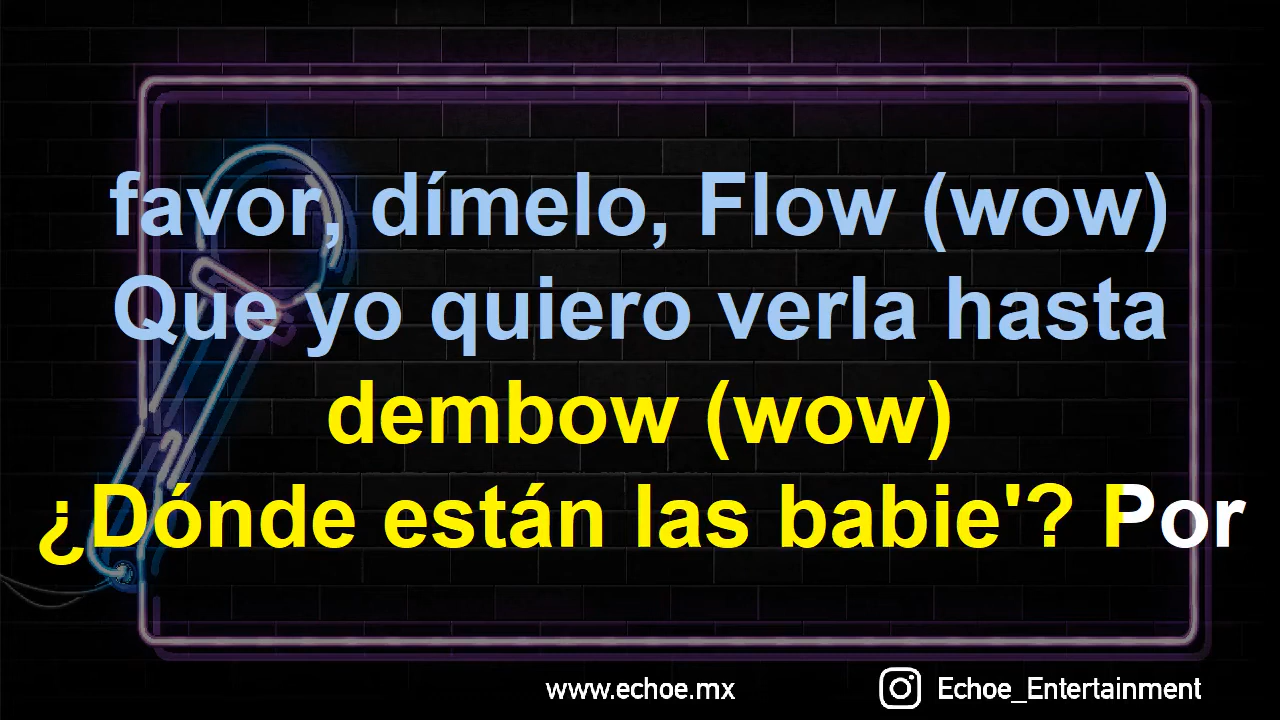 favor, dímelo, Flow (wow)
Que yo quiero verla hasta
dembow (wow)
¿Dónde están las babie'? Por
www.echoe.mx
Echoe_Entertainment